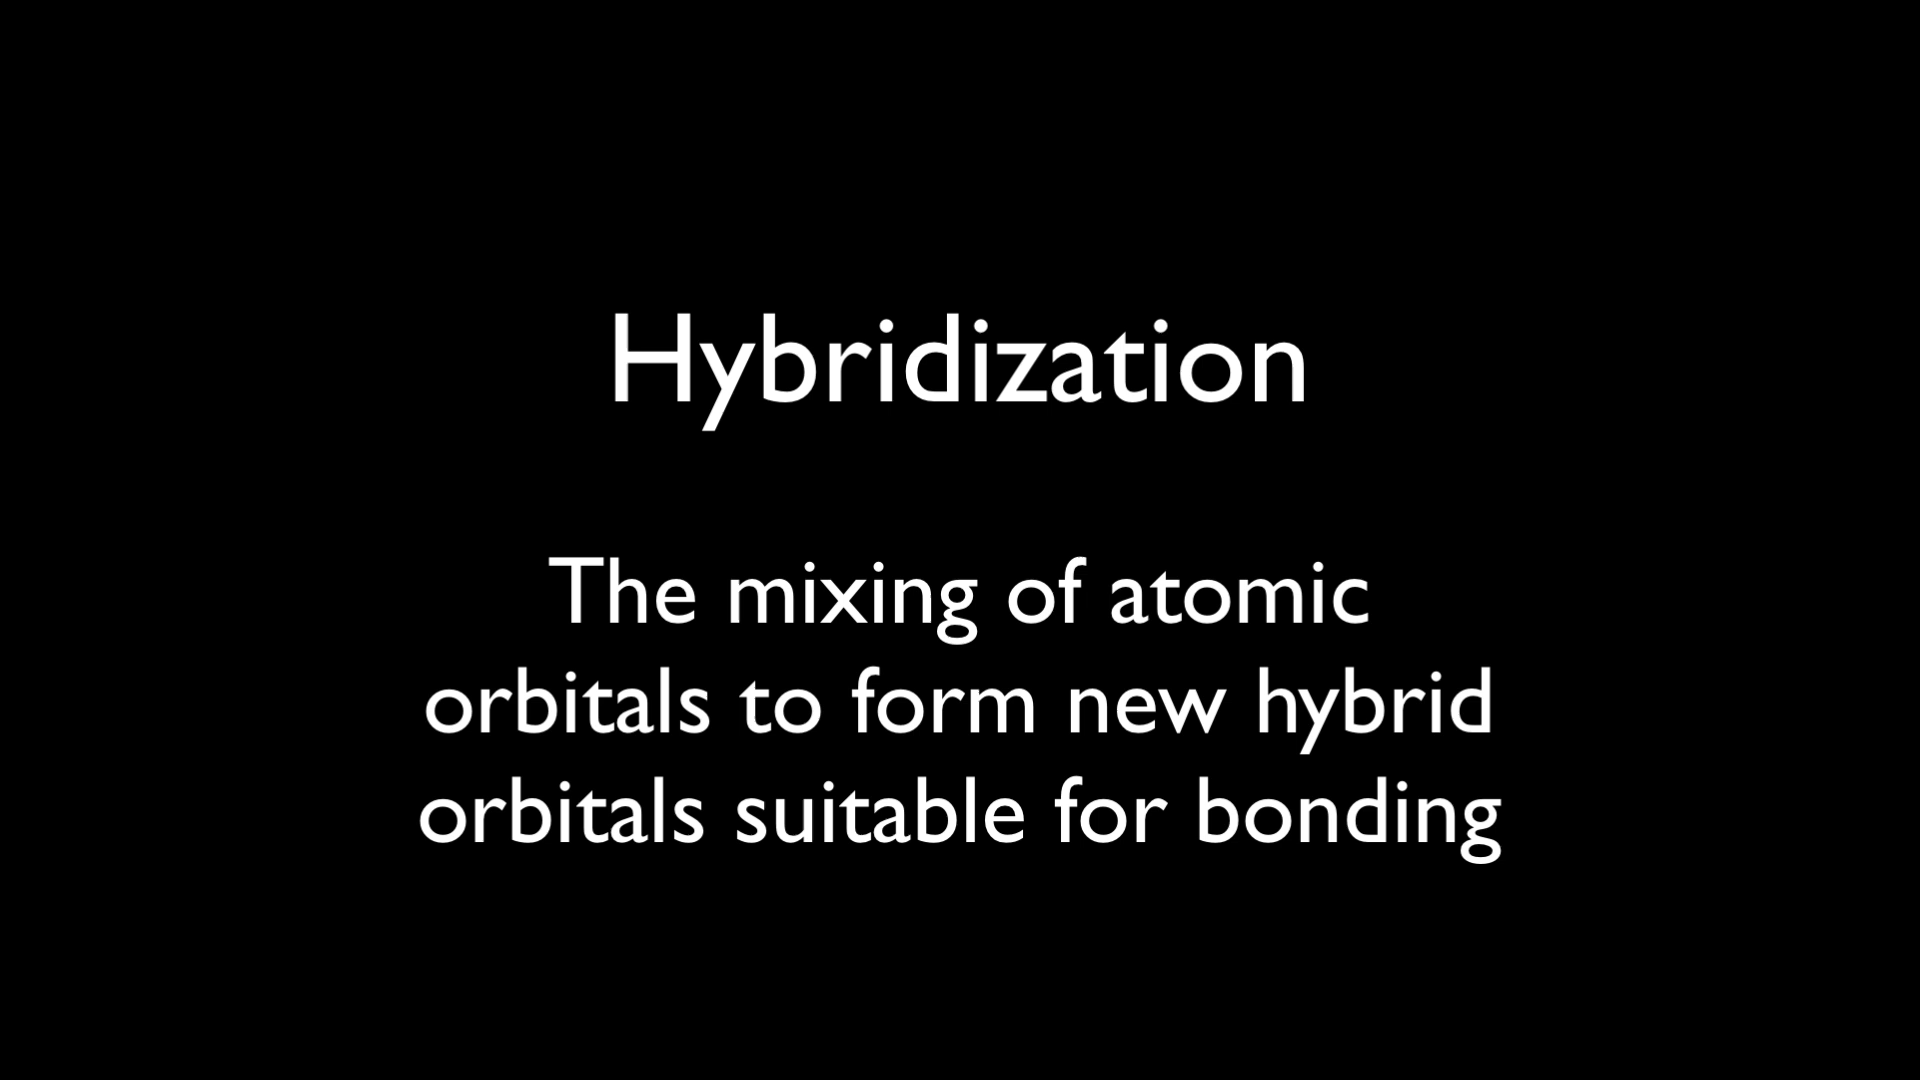 Hybridization
The mixing of atomic
orbitals to form new hybrid
orbitals suitable for bonding